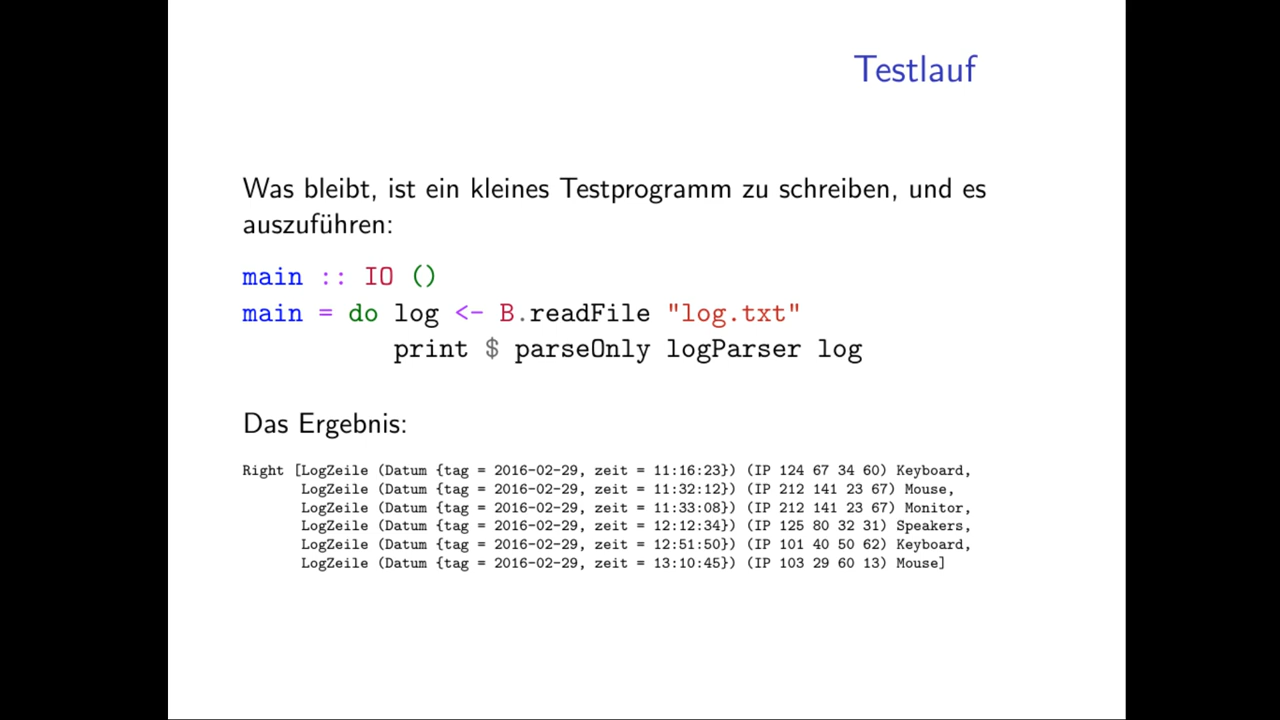 Testlauf
Was bleibt, ist ein kleines Testprogramm zu schreiben, und es
auszuführen:
main :: IO ()
main = do log <- B.readFile "log.txt"
          print $ parseOnly logParser log
Das Ergebnis:
Right [LogZeile (Datum {tag = 2016-02-29, zeit = 11:16:23}) (IP 124 67 34 60) Keyboard,
       LogZeile (Datum {tag = 2016-02-29, zeit = 11:32:12}) (IP 212 141 23 67) Mouse,
       LogZeile (Datum {tag = 2016-02-29, zeit = 11:33:08}) (IP 212 141 23 67) Monitor,
       LogZeile (Datum {tag = 2016-02-29, zeit = 12:12:34}) (IP 125 80 32 31) Speakers,
       LogZeile (Datum {tag = 2016-02-29, zeit = 12:51:50}) (IP 101 40 50 62) Keyboard,
       LogZeile (Datum {tag = 2016-02-29, zeit = 13:10:45}) (IP 103 29 60 13) Mouse]